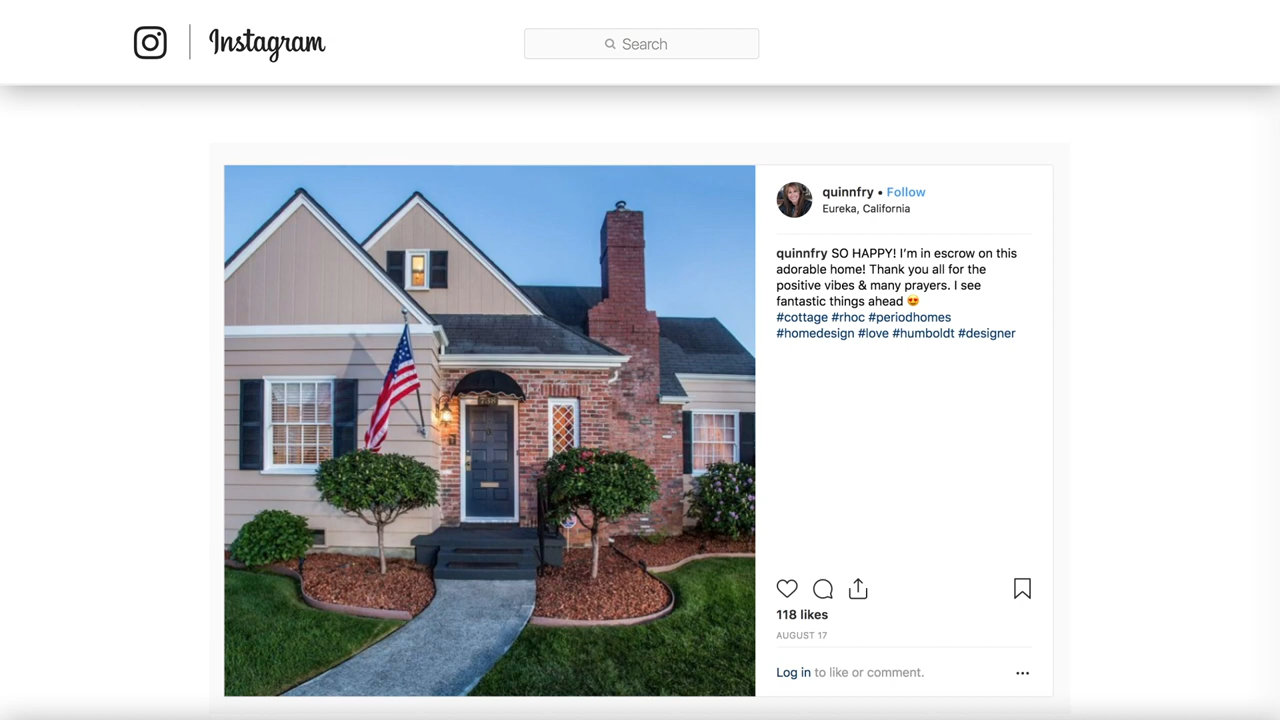 Instagram
Search
quinnfry • Follow
Eureka, California
quinnfry SO HAPPY! I'm in escrow on this
adorable home! Thank you all for the
positive vibes & many prayers. I see
fantastic things ahead 😍
#cottage #rhoc #periodhomes
#homedesign #love #humboldt #designer
738
118 likes
AUGUST 17
Log in to like or comment.